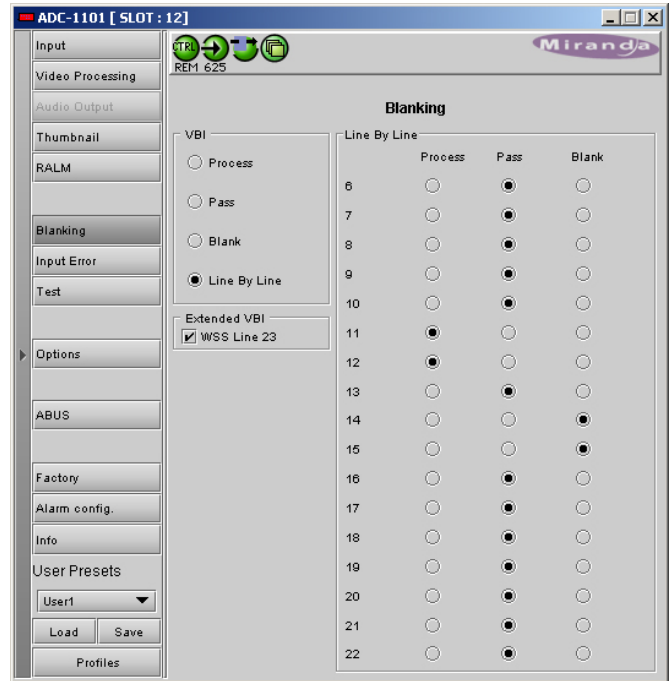 ADC-1101 [ SLOT : 12]
Input
Video Processing
Audio Output
Thumbnail
RALM
Blanking
Input Error
Test
Options
ABUS
Factory
Alarm config.
Info
User Presets
User1
Load Save
Profiles
CTRL
REM 625
Miranda
Blanking
VBI
Process
Pass
Blank
Line By Line
Extended VBI
WSS Line 23
Line By Line
Process Pass Blank
6
7
8
9
10
11
12
13
14
15
16
17
18
19
20
21
22